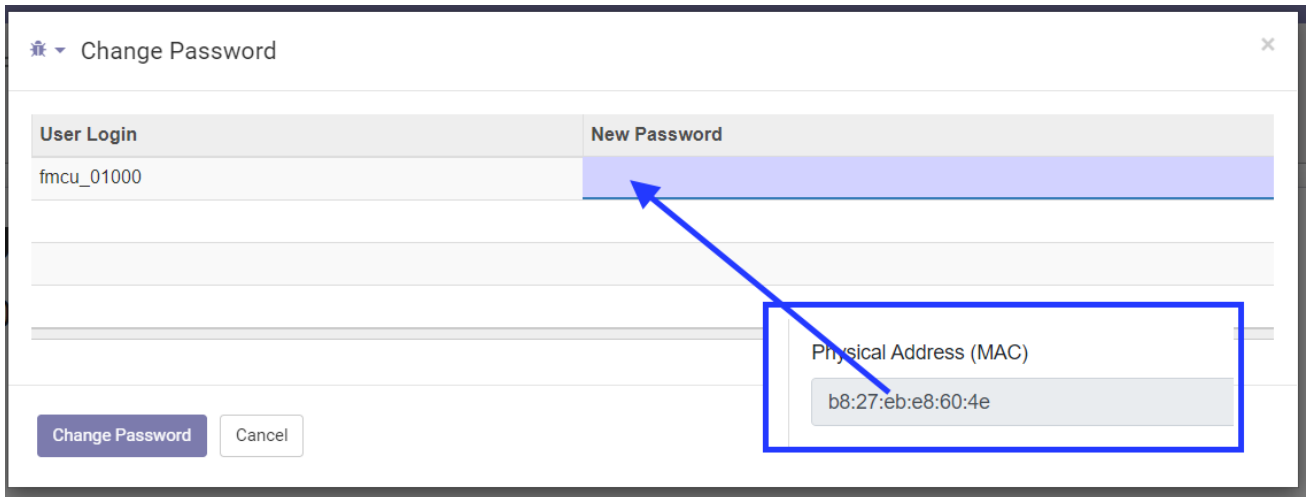 Change Password
×
User Login New Password
fmcu_01000
Physical Address (MAC)
b8:27:eb:e8:60:4e
Change Password Cancel